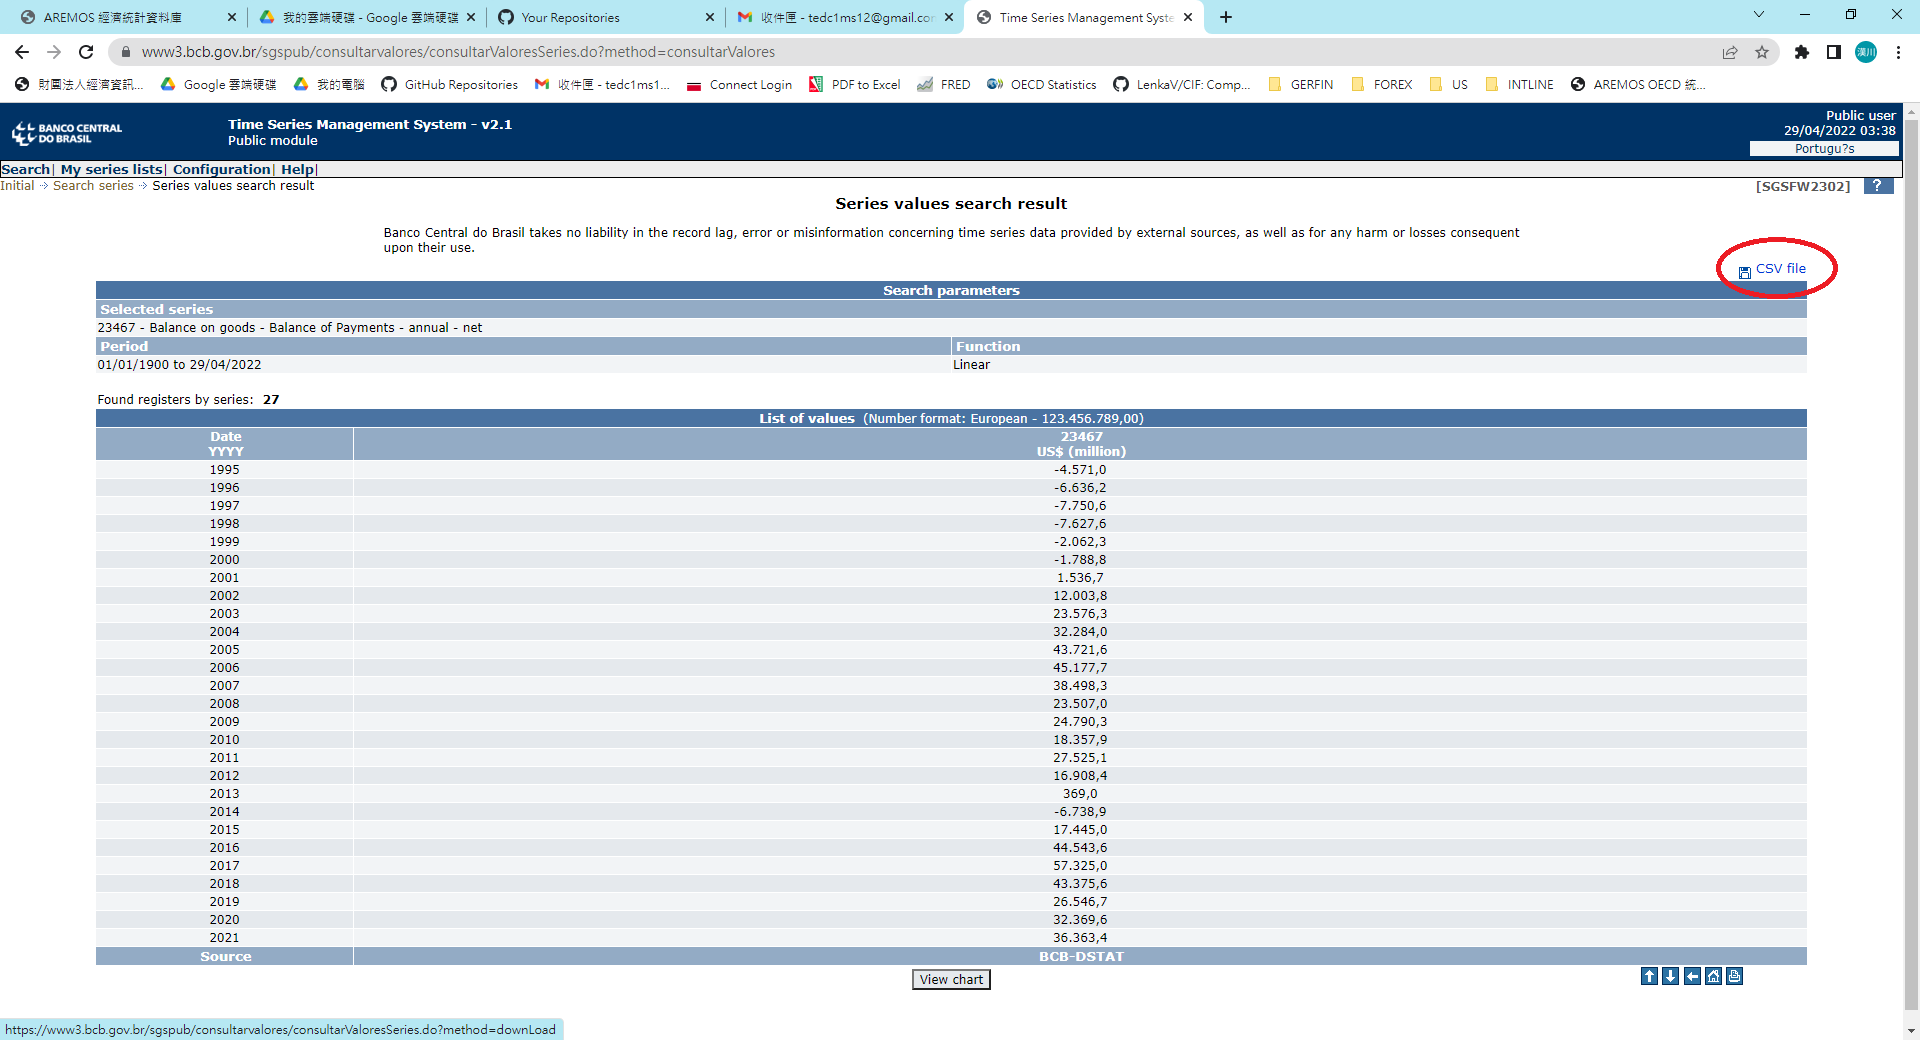 AREMOS 經濟統計資料庫
我的雲端硬碟 - Google 雲端硬碟
Your Repositories
收件匣 - tedc1ms12@gmail.co
Time Series Management Syste
www3.bcb.gov.br/sgspub/consultarvalores/consultarValoresSeries.do?method=consultarValores
漢川
財團法人經濟資訊... Google 雲端硬碟 我的電腦 GitHub Repositories 收件匣 - tedc1ms1... Connect Login PDF to Excel FRED OECD Statistics LenkaV/CIF: Comp... GERFIN FOREX US INTLINE AREMOS OECD 統...
BANCO CENTRAL
DO BRASIL
Time Series Management System - v2.1
Public module
Public user
29/04/2022 03:38
Portugu?s
Search| My series lists| Configuration| Help|
Initial Search series Series values search result
[SGSFW2302] ?
Series values search result
Banco Central do Brasil takes no liability in the record lag, error or misinformation concerning time series data provided by external sources, as well as for any harm or losses consequent
upon their use.
CSV file
Search parameters
Selected series
23467 - Balance on goods - Balance of Payments - annual - net
Period Function
01/01/1900 to 29/04/2022 Linear
Found registers by series: 27
List of values (Number format: European - 123.456.789,00)
Date 23467
YYYY US$ (million)
1995 -4.571,0
1996 -6.636,2
1997 -7.750,6
1998 -7.627,6
1999 -2.062,3
2000 -1.788,8
2001 1.536,7
2002 12.003,8
2003 23.576,3
2004 32.284,0
2005 43.721,6
2006 45.177,7
2007 38.498,3
2008 23.507,0
2009 24.790,3
2010 18.357,9
2011 27.525,1
2012 16.908,4
2013 369,0
2014 -6.738,9
2015 17.445,0
2016 44.543,6
2017 57.325,0
2018 43.375,6
2019 26.546,7
2020 32.369,6
2021 36.363,4
Source BCB-DSTAT
View chart
https://www3.bcb.gov.br/sgspub/consultarvalores/consultarValoresSeries.do?method=downLoad